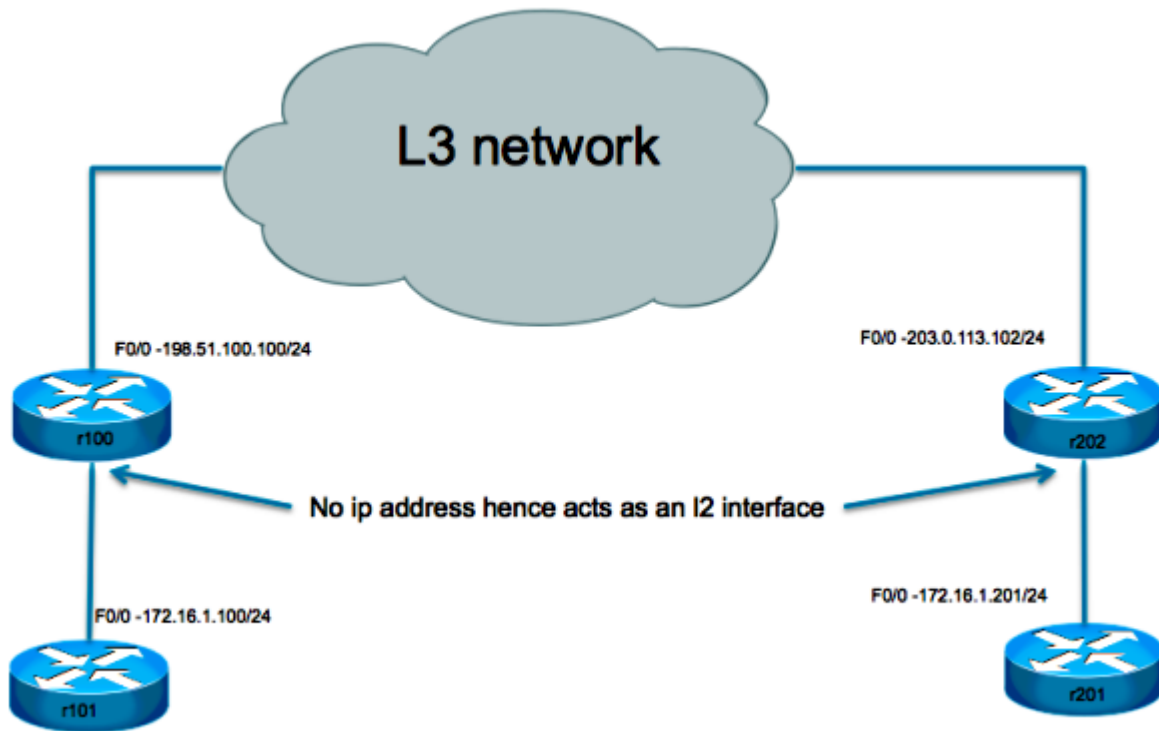 L3 network
F0/0 -198.51.100.100/24
F0/0 -203.0.113.102/24
r100
r202
No ip address hence acts as an l2 interface
F0/0 -172.16.1.100/24
F0/0 -172.16.1.201/24
r101
r201